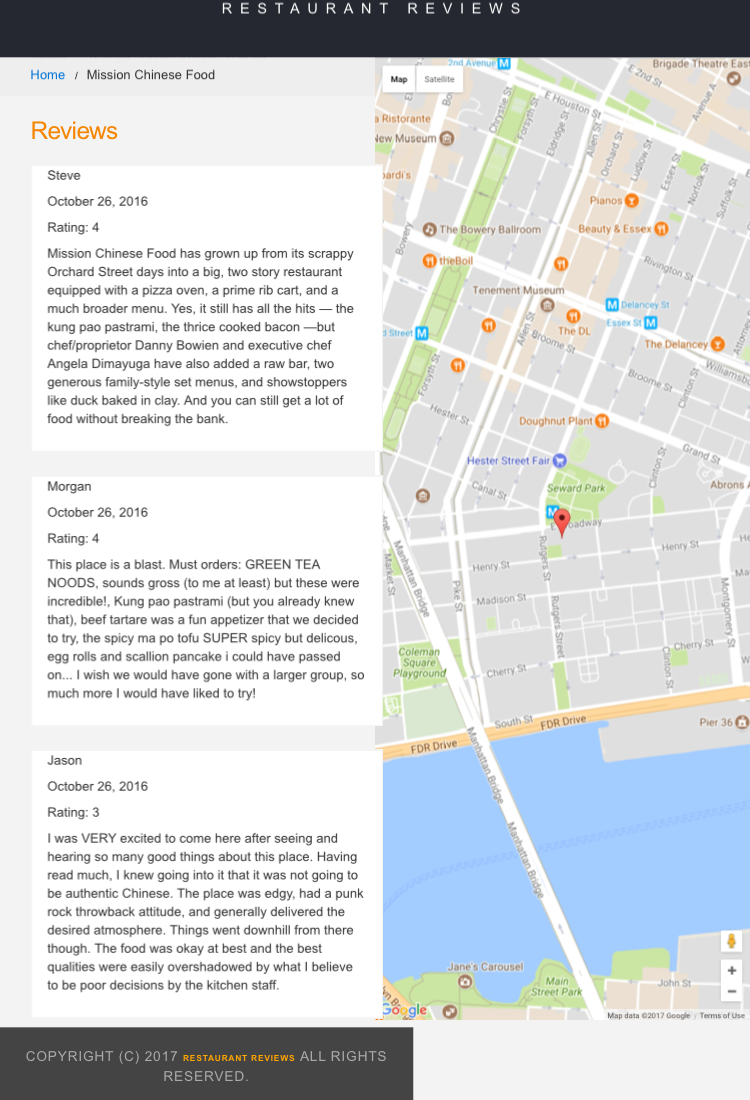 RESTAURANT REVIEWS
Home / Mission Chinese Food
Reviews
Steve
October 26, 2016
Rating: 4
Mission Chinese Food has grown up from its scrappy
Orchard Street days into a big, two story restaurant
equipped with a pizza oven, a prime rib cart, and a
much broader menu. Yes, it still has all the hits — the
kung pao pastrami, the thrice cooked bacon —but
chef/proprietor Danny Bowien and executive chef
Angela Dimayuga have also added a raw bar, two
generous family-style set menus, and showstoppers
like duck baked in clay. And you can still get a lot of
food without breaking the bank.
Morgan
October 26, 2016
Rating: 4
This place is a blast. Must orders: GREEN TEA
NOODS, sounds gross (to me at least) but these were
incredible!, Kung pao pastrami (but you already knew
that), beef tartare was a fun appetizer that we decided
to try, the spicy ma po tofu SUPER spicy but delicous,
egg rolls and scallion pancake i could have passed
on... I wish we would have gone with a larger group, so
much more I would have liked to try!
Jason
October 26, 2016
Rating: 3
I was VERY excited to come here after seeing and
hearing so many good things about this place. Having
read much, I knew going into it that it was not going to
be authentic Chinese. The place was edgy, had a punk
rock throwback attitude, and generally delivered the
desired atmosphere. Things went downhill from there
though. The food was okay at best and the best
qualities were easily overshadowed by what I believe
to be poor decisions by the kitchen staff.
Map Satellite
2nd Avenue M
Brigade Theatre East
E 2nd St
E Houston St
Avenue A
Chrystie St
Forsyth St
Eldridge St
Allen St
Orchard St
Ludlow St
Essex St
Norfolk St
Suffolk St
a Ristorante
New Museum
bardi's
Pianos
Bowery
The Bowery Ballroom
Beauty & Essex
theBoil
Rivington St
Tenement Museum
M Delancey St
Essex St M
d Street M
The DL
Allen St
Broome St
The Delancey
Attorney
Williamsb
Forsyth St
Broome St
Clinton St
Hester St
Doughnut Plant
Grand St
Hester Street Fair
Clinton St
Canal St
Seward Park
Abrons A
M
E Broadway
Henry St
Rutgers St
Manhattan Bridge
Market St
Pike St
Henry St
Madison St
Rutgers Street
Montgomery St
Coleman
Square
Playground
Cherry St
Cherry St
Clinton St
South St
FDR Drive
FDR Drive
Pier 36
Manhattan Bridge
Manhattan Bridge
Jane's Carousel
Main
Street Park
John St
Google
Map data ©2017 Google Terms of Use
COPYRIGHT (C) 2017 RESTAURANT REVIEWS ALL RIGHTS
RESERVED.